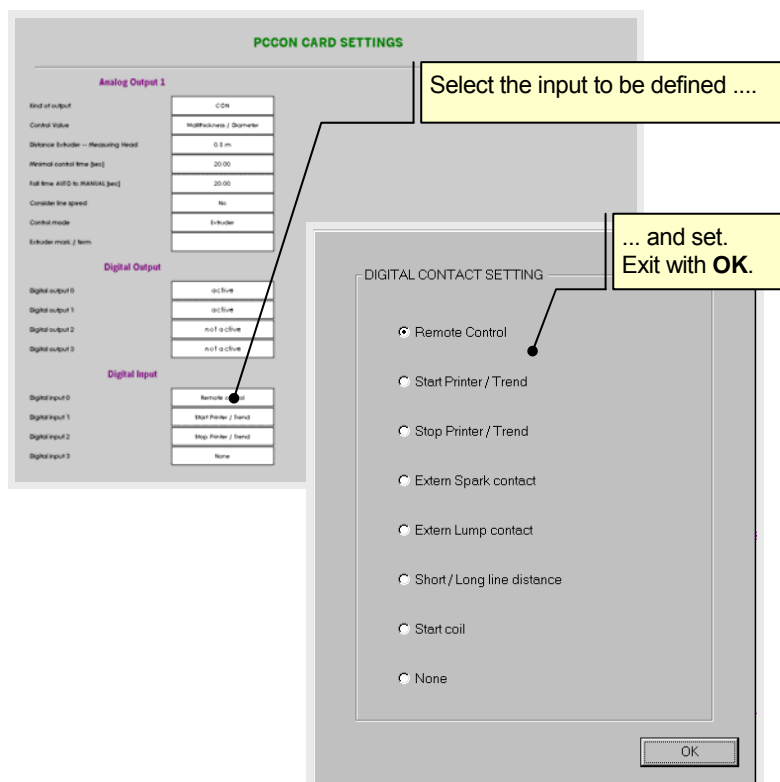 PCCON CARD SETTINGS
Analog Output 1
Kind of output CON
Control Value Wallthickness / Diameter
Distance Extruder -- Measuring Head 0.5 m
Minimal control time [sec] 20:00
Fall time AUTO to MANUAL [sec] 20:00
Consider line speed No
Control mode Extruder
Extruder mark. / term.
Digital Output
Digital output 0 active
Digital output 1 active
Digital output 2 not active
Digital output 3 not active
Digital Input
Digital input 0 Remote control
Digital input 1 Start Printer / Trend
Digital input 2 Stop Printer / Trend
Digital input 3 None
Select the input to be defined ....
... and set.
Exit with OK.
DIGITAL CONTACT SETTING
Remote Control
Start Printer / Trend
Stop Printer / Trend
Extern Spark contact
Extern Lump contact
Short / Long line distance
Start coil
None
OK